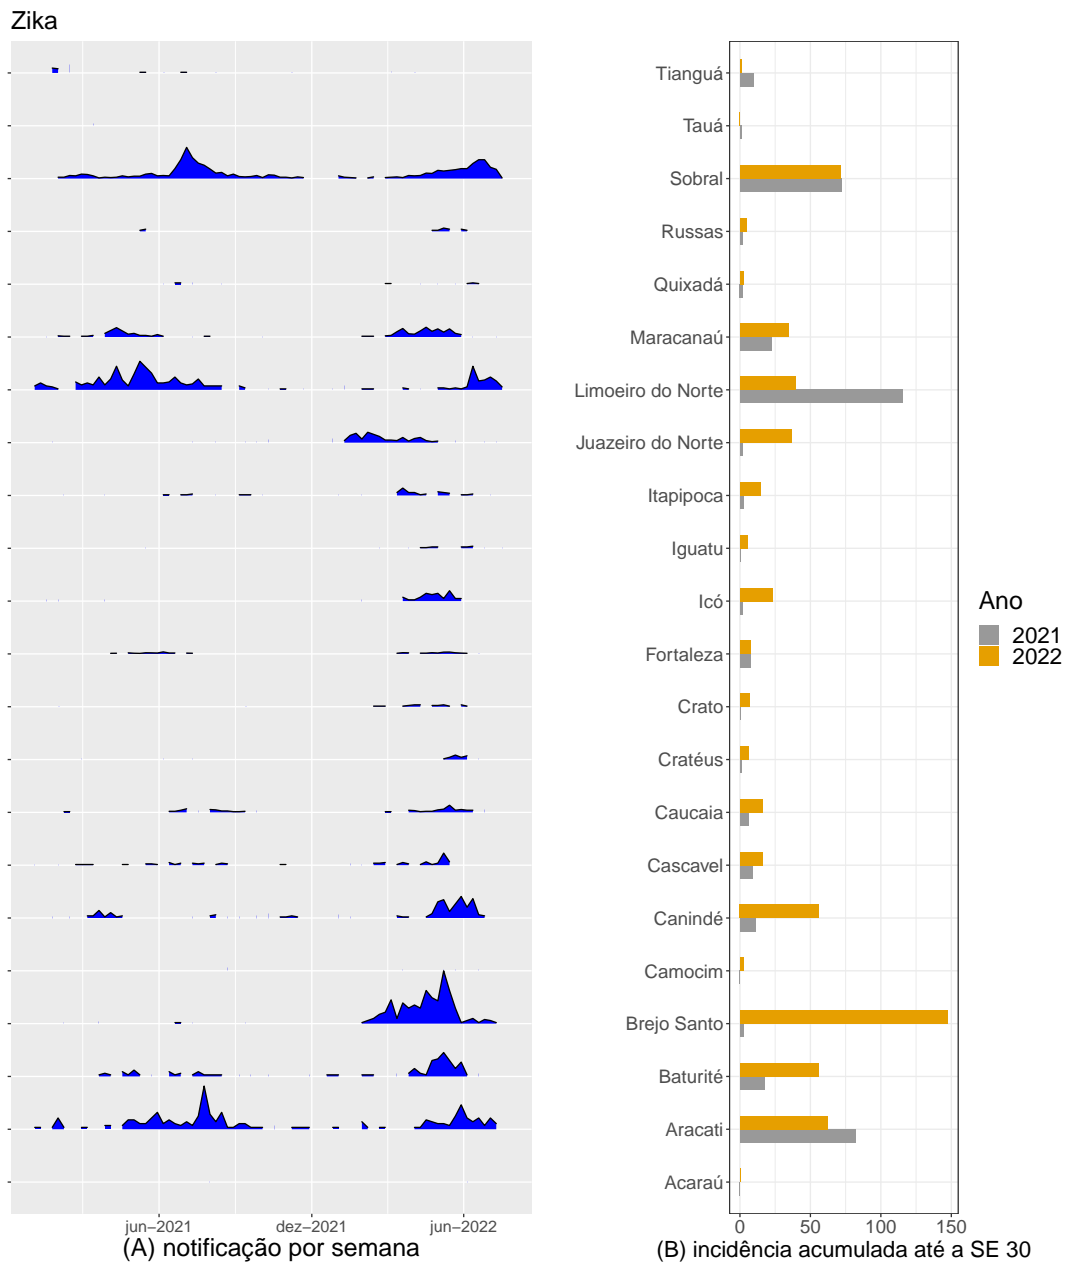 Zika
Tianguá
Tauá
Sobral
Russas
Quixadá
Maracanaú
Limoeiro do Norte
Juazeiro do Norte
Itapipoca
Iguatu
Icó
Fortaleza
Crato
Cratéus
Caucaia
Cascavel
Canindé
Camocim
Brejo Santo
Baturité
Aracati
Acaraú
Ano
2021
2022
jun–2021 dez–2021 jun–2022
0 50 100 150
(A) notificação por semana
(B) incidência acumulada até a SE 30